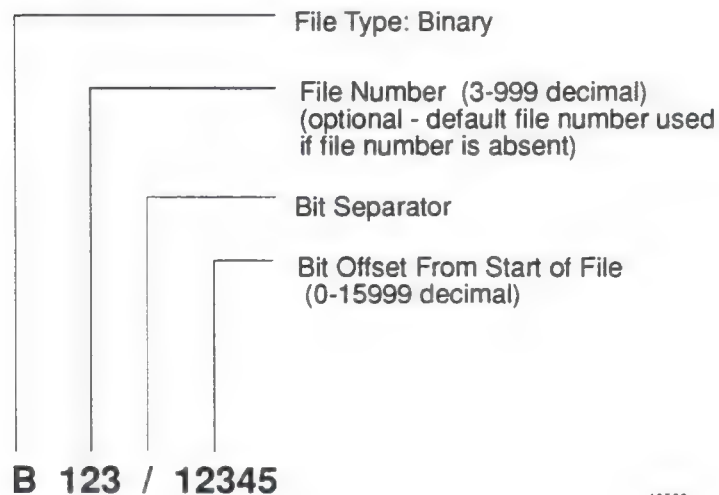 File Type: Binary
File Number (3-999 decimal)
(optional - default file number used
if file number is absent)
Bit Separator
Bit Offset From Start of File
(0-15999 decimal)
B 123 / 12345